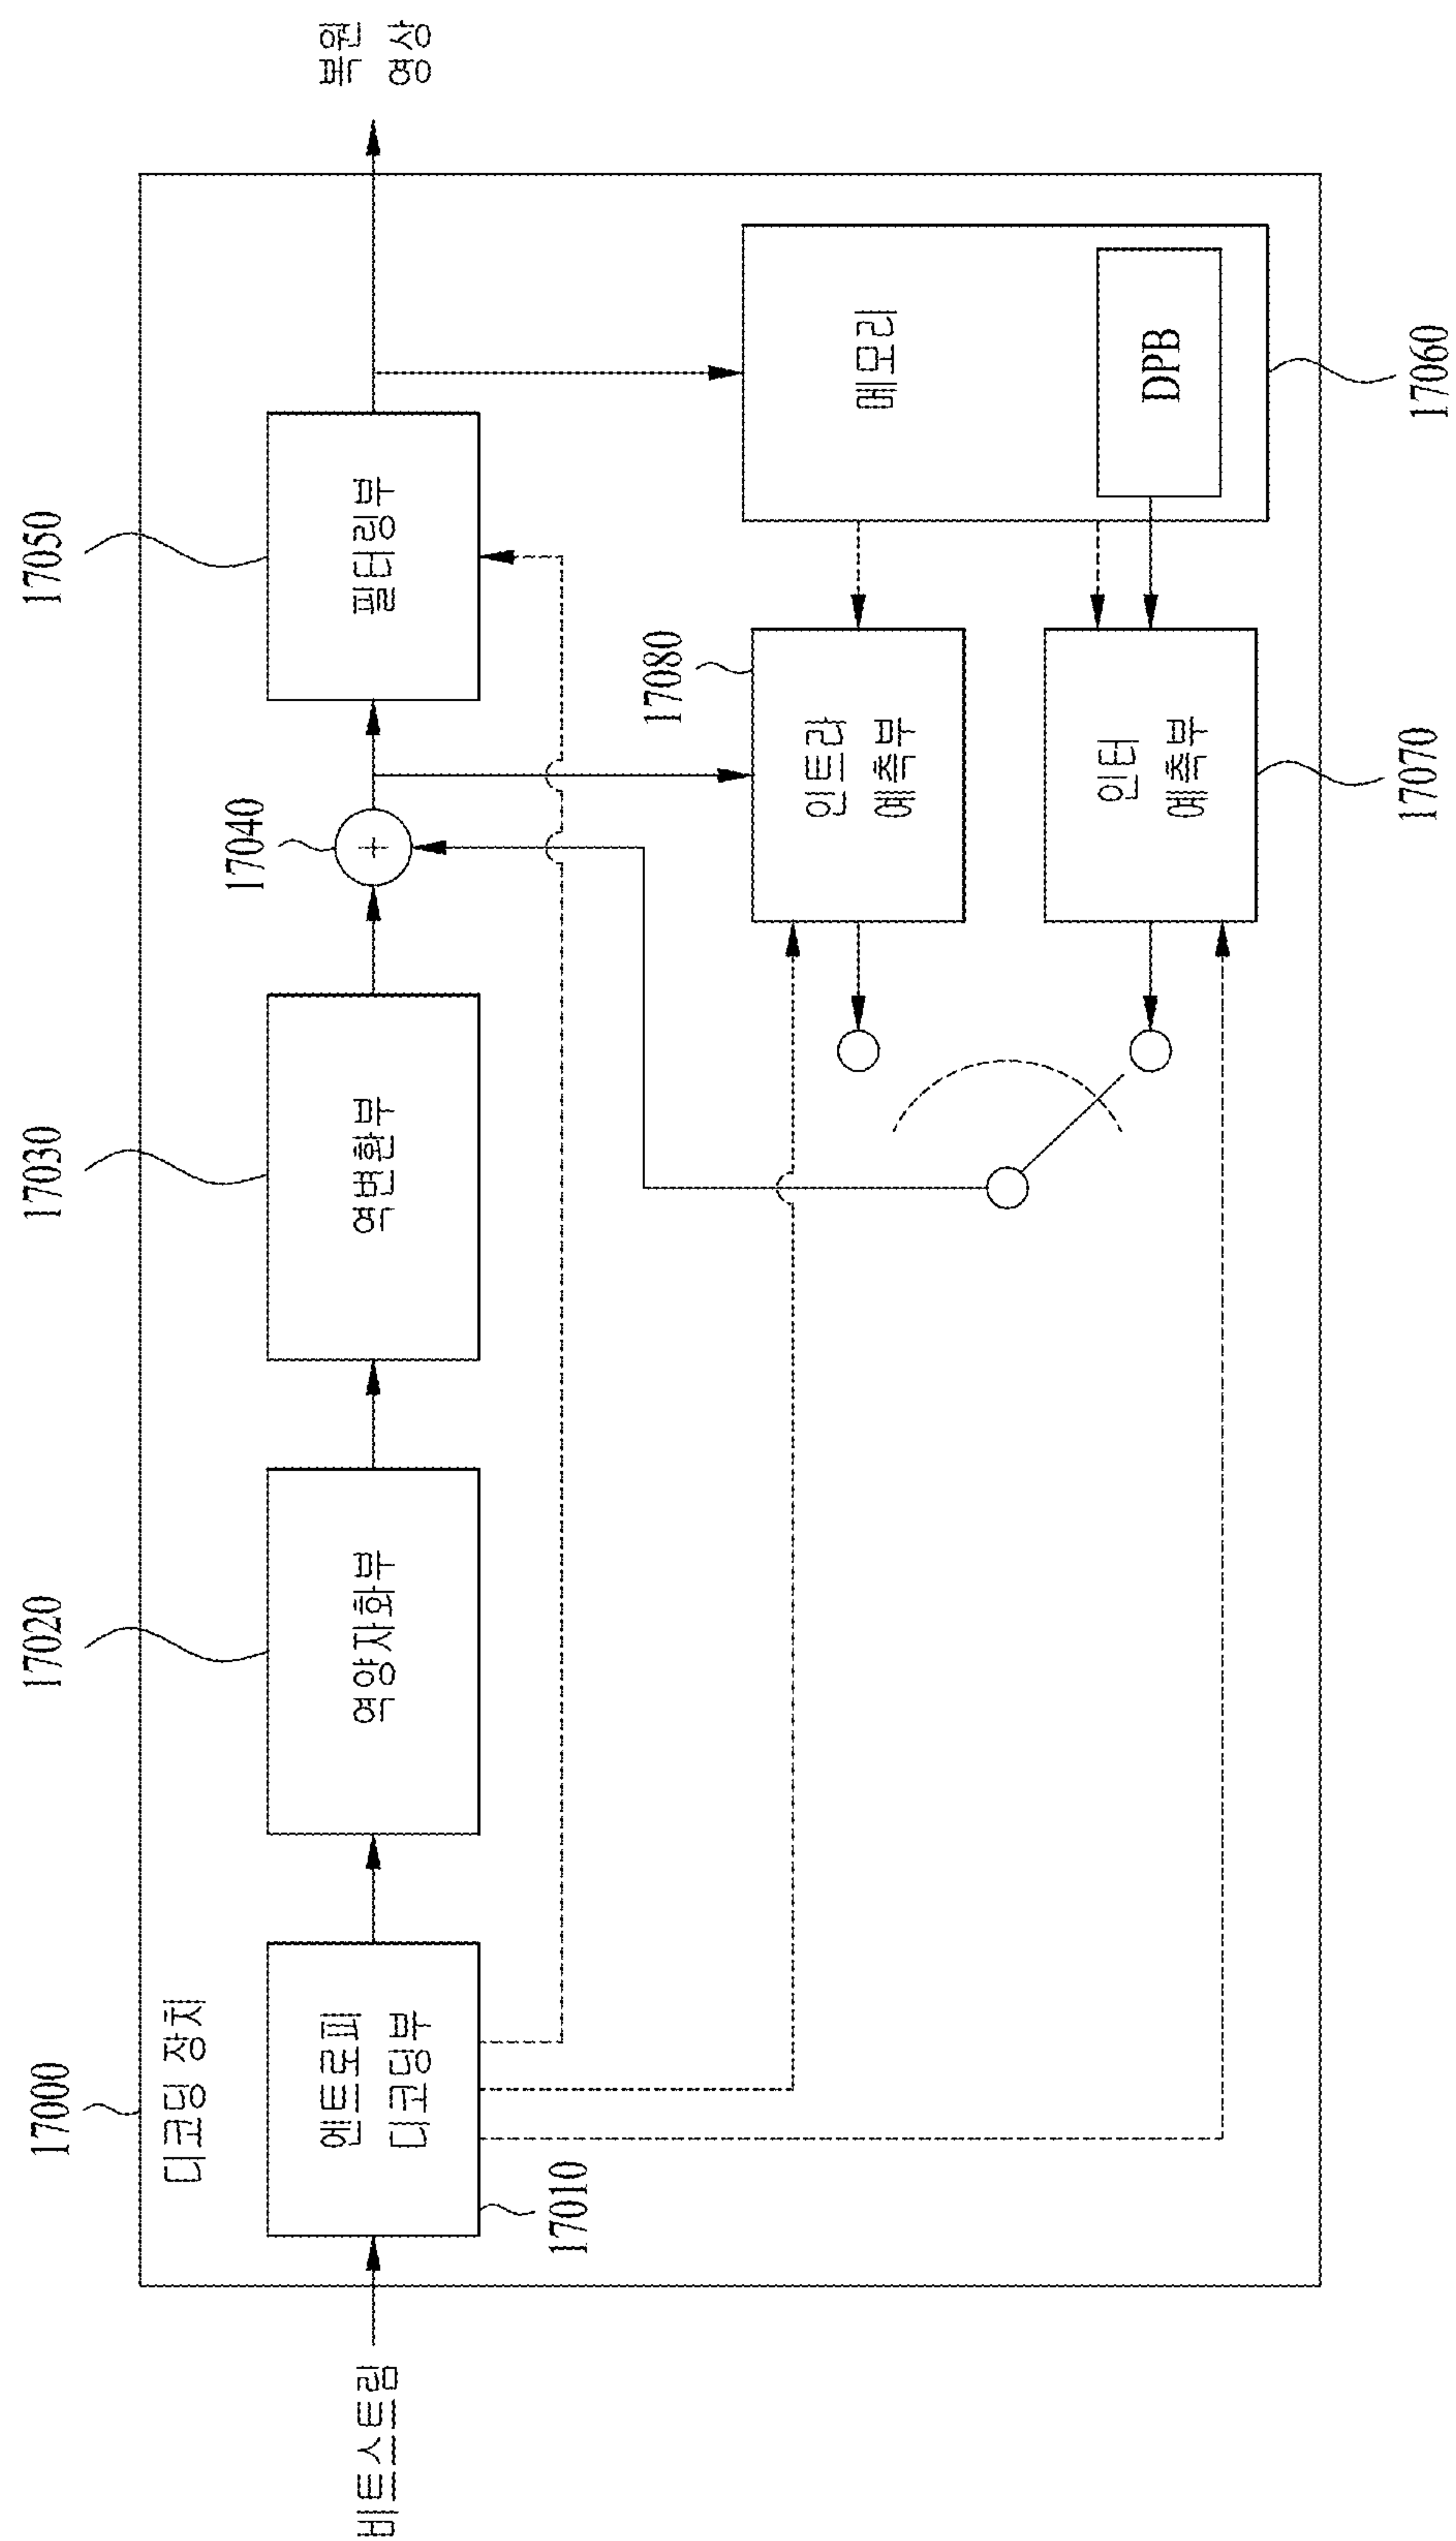 17000
디코딩 장치
비트스트림
엔트로피
디코딩부
17010
역양자화부
17020
역변환부
17030
17040
필터링부
17050
복원
영상
인트라
예측부
17080
인터
예측부
17070
메모리
DPB
17060